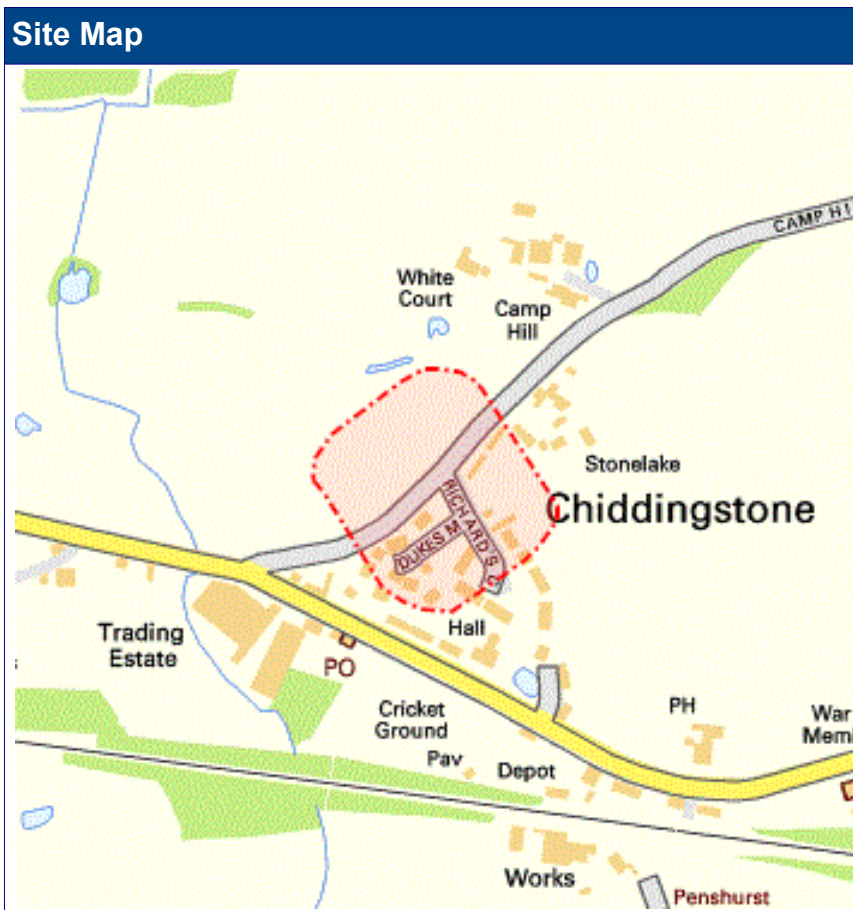 Site Map
CAMP HI
White
Court
Camp
Hill
Stonelake
Chiddingstone
RICHARD'S C
DUKES M
Hall
Trading
Estate
PO
Cricket
Ground
PH
War
Mem
Pav
Depot
Works
Penshurst